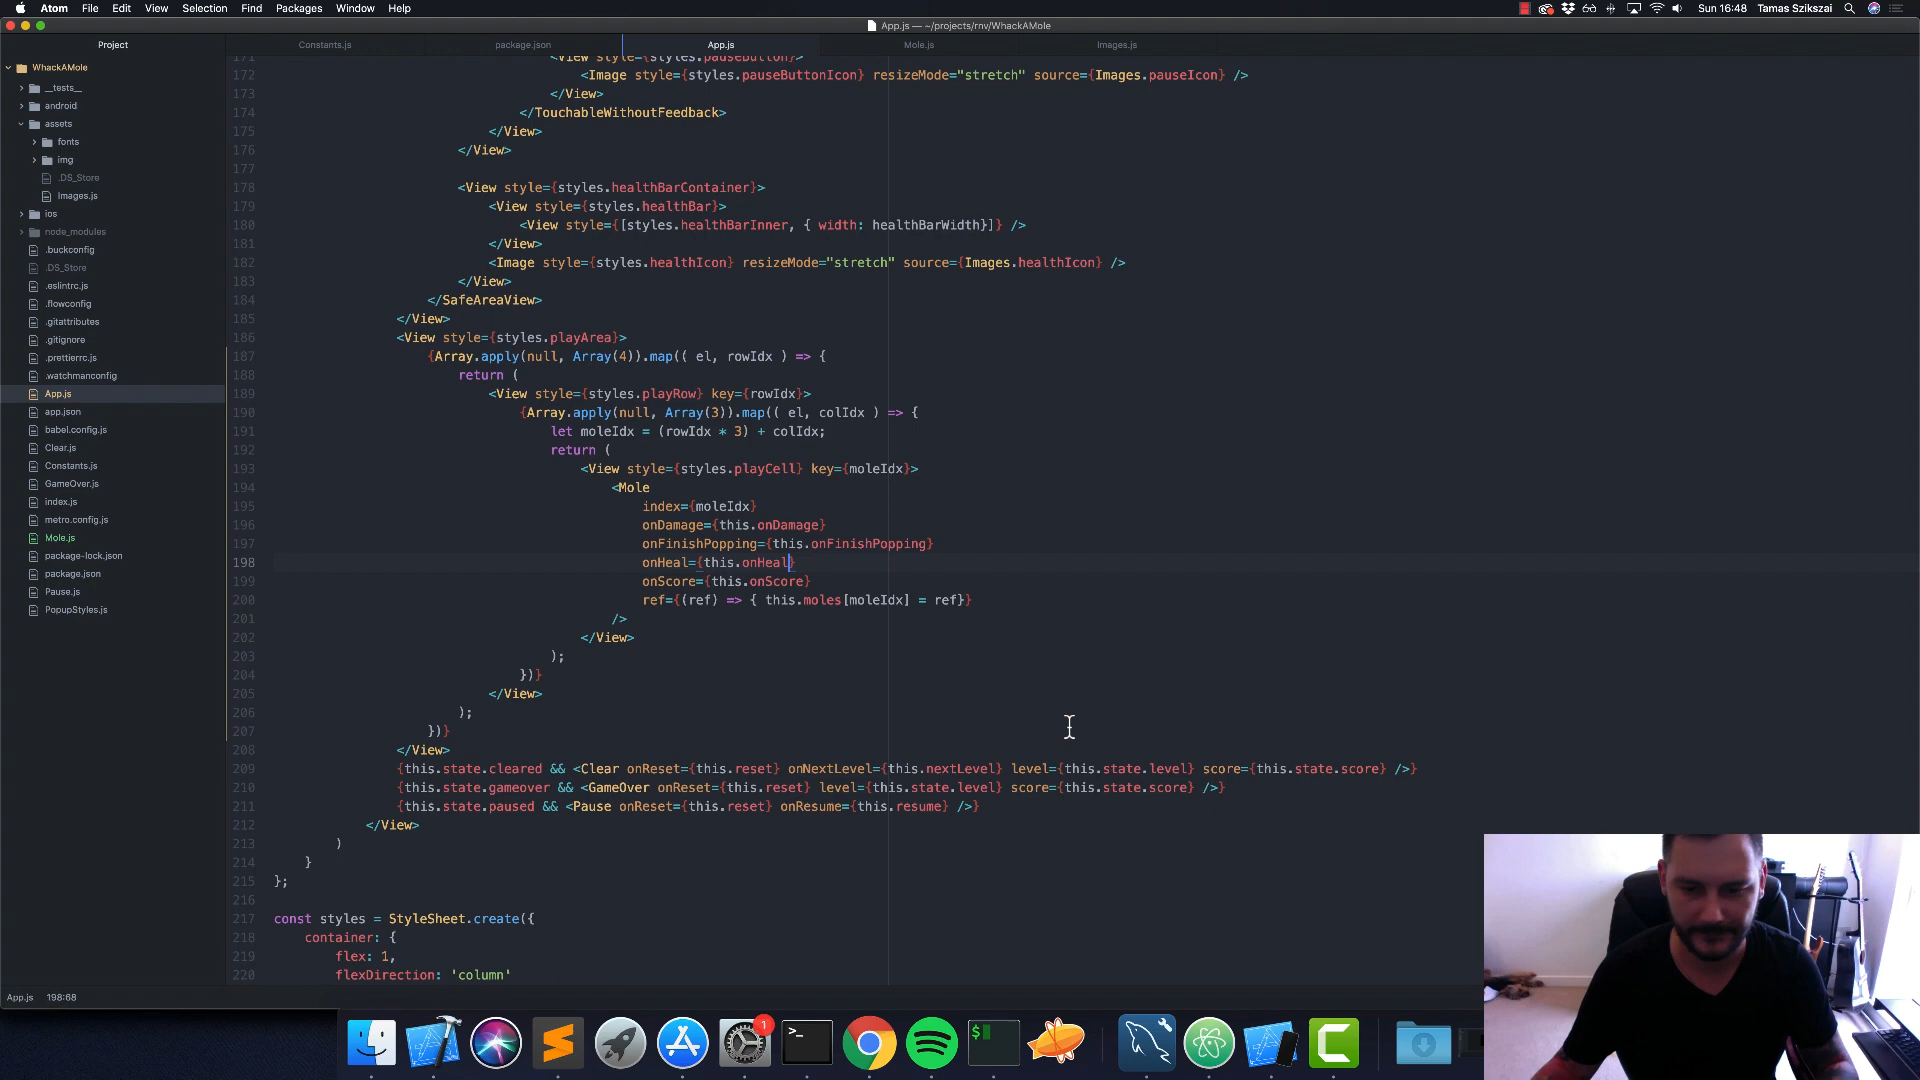 Atom File Edit View Selection Find Packages Window Help
Sun 16:48 Tamas Szikszai
App.js — ~/projects/rnv/WhackAMole
Project
Constants.js package.json App.js Mole.js Images.js
WhackAMole
__tests__
android
assets
fonts
img
.DS_Store
Images.js
ios
node_modules
.buckconfig
.DS_Store
.eslintrc.js
.flowconfig
.gitattributes
.gitignore
.prettierrc.js
.watchmanconfig
App.js
app.json
babel.config.js
Clear.js
Constants.js
GameOver.js
index.js
metro.config.js
Mole.js
package-lock.json
package.json
Pause.js
PopupStyles.js
171 <View style={styles.pauseButton}>
172 <Image style={styles.pauseButtonIcon} resizeMode="stretch" source={Images.pauseIcon} />
173 </View>
174 </TouchableWithoutFeedback>
175 </View>
176 </View>
177
178 <View style={styles.healthBarContainer}>
179 <View style={styles.healthBar}>
180 <View style={[styles.healthBarInner, { width: healthBarWidth}]} />
181 </View>
182 <Image style={styles.healthIcon} resizeMode="stretch" source={Images.healthIcon} />
183 </View>
184 </SafeAreaView>
185 </View>
186 <View style={styles.playArea}>
187 {Array.apply(null, Array(4)).map(( el, rowIdx ) => {
188 return (
189 <View style={styles.playRow} key={rowIdx}>
190 {Array.apply(null, Array(3)).map(( el, colIdx ) => {
191 let moleIdx = (rowIdx * 3) + colIdx;
192 return (
193 <View style={styles.playCell} key={moleIdx}>
194 <Mole
195 index={moleIdx}
196 onDamage={this.onDamage}
197 onFinishPopping={this.onFinishPopping}
198 onHeal={this.onHeal}
199 onScore={this.onScore}
200 ref={(ref) => { this.moles[moleIdx] = ref}}
201 />
202 </View>
203 );
204 })}
205 </View>
206 );
207 })}
208 </View>
209 {this.state.cleared && <Clear onReset={this.reset} onNextLevel={this.nextLevel} level={this.state.level} score={this.state.score} />}
210 {this.state.gameover && <GameOver onReset={this.reset} level={this.state.level} score={this.state.score} />}
211 {this.state.paused && <Pause onReset={this.reset} onResume={this.resume} />}
212 </View>
213 )
214 }
215 };
216
217 const styles = StyleSheet.create({
218 container: {
219 flex: 1,
220 flexDirection: 'column'
App.js 198:68
1